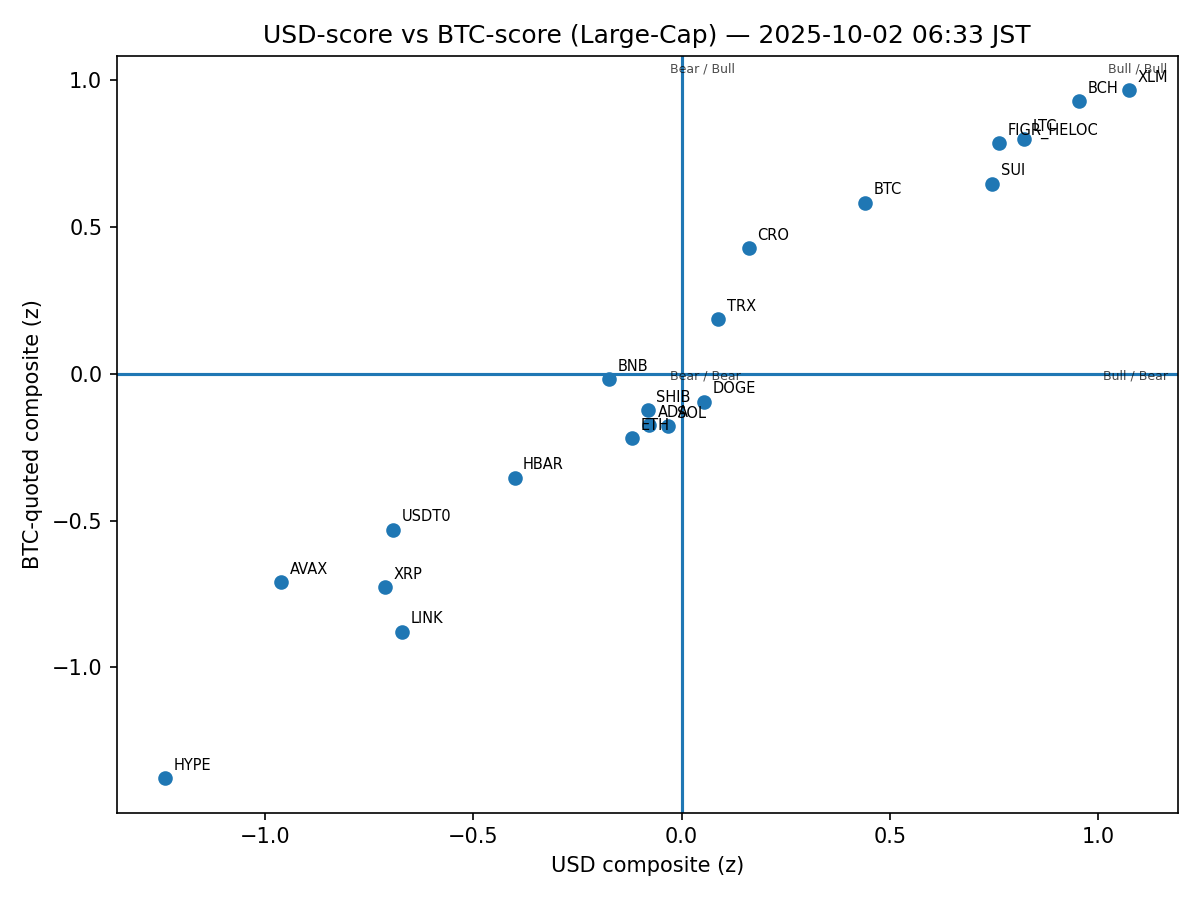 USD-score vs BTC-score (Large-Cap) — 2025-10-02 06:33 JST
Bear / Bull
Bull / Bull
XLM
BCH
LTC
FIGR_HELOC
SUI
BTC
CRO
TRX
BNB
Bear / Bear
Bull / Bear
DOGE
SHIB
ADA
SOL
ETH
HBAR
USDT0
AVAX
XRP
LINK
HYPE
1.0
0.5
0.0
−0.5
−1.0
BTC-quoted composite (z)
−1.0
−0.5
0.0
0.5
1.0
USD composite (z)